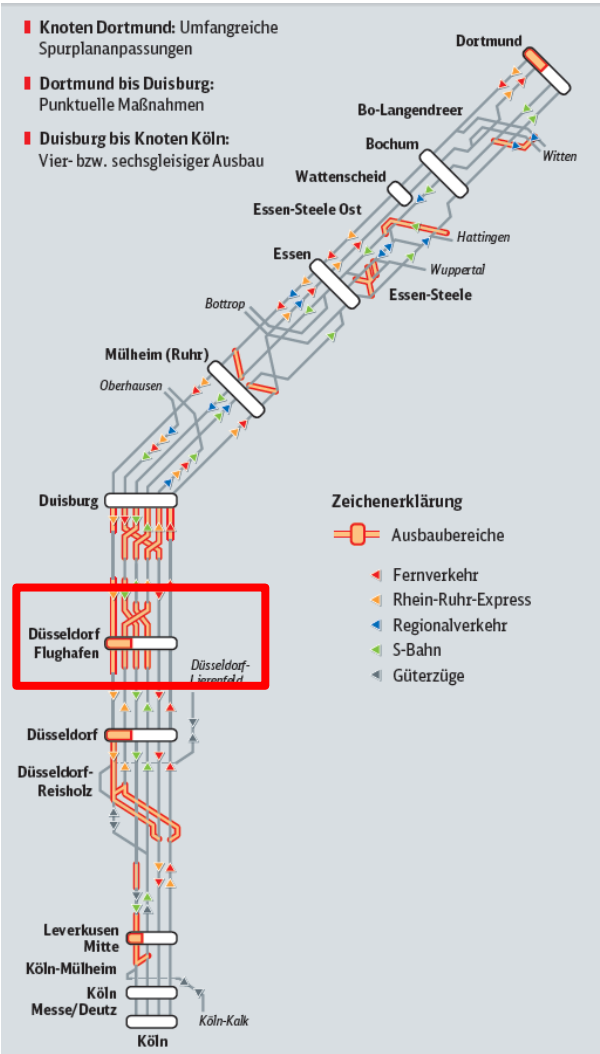 Knoten Dortmund: Umfangreiche
Spurplananpassungen
Dortmund bis Duisburg:
Punktuelle Maßnahmen
Duisburg bis Knoten Köln:
Vier- bzw. sechsgleisiger Ausbau
Dortmund
Bo-Langendreer
Bochum
Witten
Wattenscheid
Essen-Steele Ost
Hattingen
Essen
Wuppertal
Essen-Steele
Bottrop
Mülheim (Ruhr)
Oberhausen
Duisburg
Zeichenerklärung
Ausbaubereiche
Fernverkehr
Rhein-Ruhr-Express
Regionalverkehr
S-Bahn
Güterzüge
Düsseldorf
Flughafen
Düsseldorf-
Lierenfeld
Düsseldorf
Düsseldorf-
Reisholz
Leverkusen
Mitte
Köln-Mülheim
Köln
Messe/Deutz
Köln-Kalk
Köln